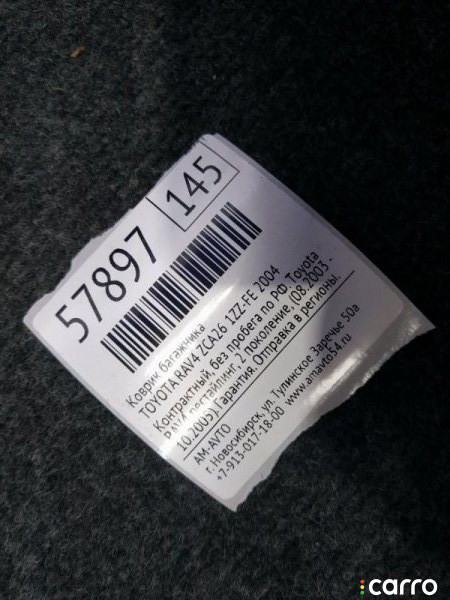 57897
145
Коврик багажника
TOYOTA RAV4 ZCA26 1ZZ-FE 2004
Контрактный, без пробега по РФ. Toyota
RAV4 рестайлинг, 2 поколение, (08.2003 -
10.2005) Гарантия. Отправка в регионы.
АМ-АVTO
г. Новосибирск, ул. Тулинское Заречье 50а
+7-913-017-18-00 www.amavto54.ru
carro